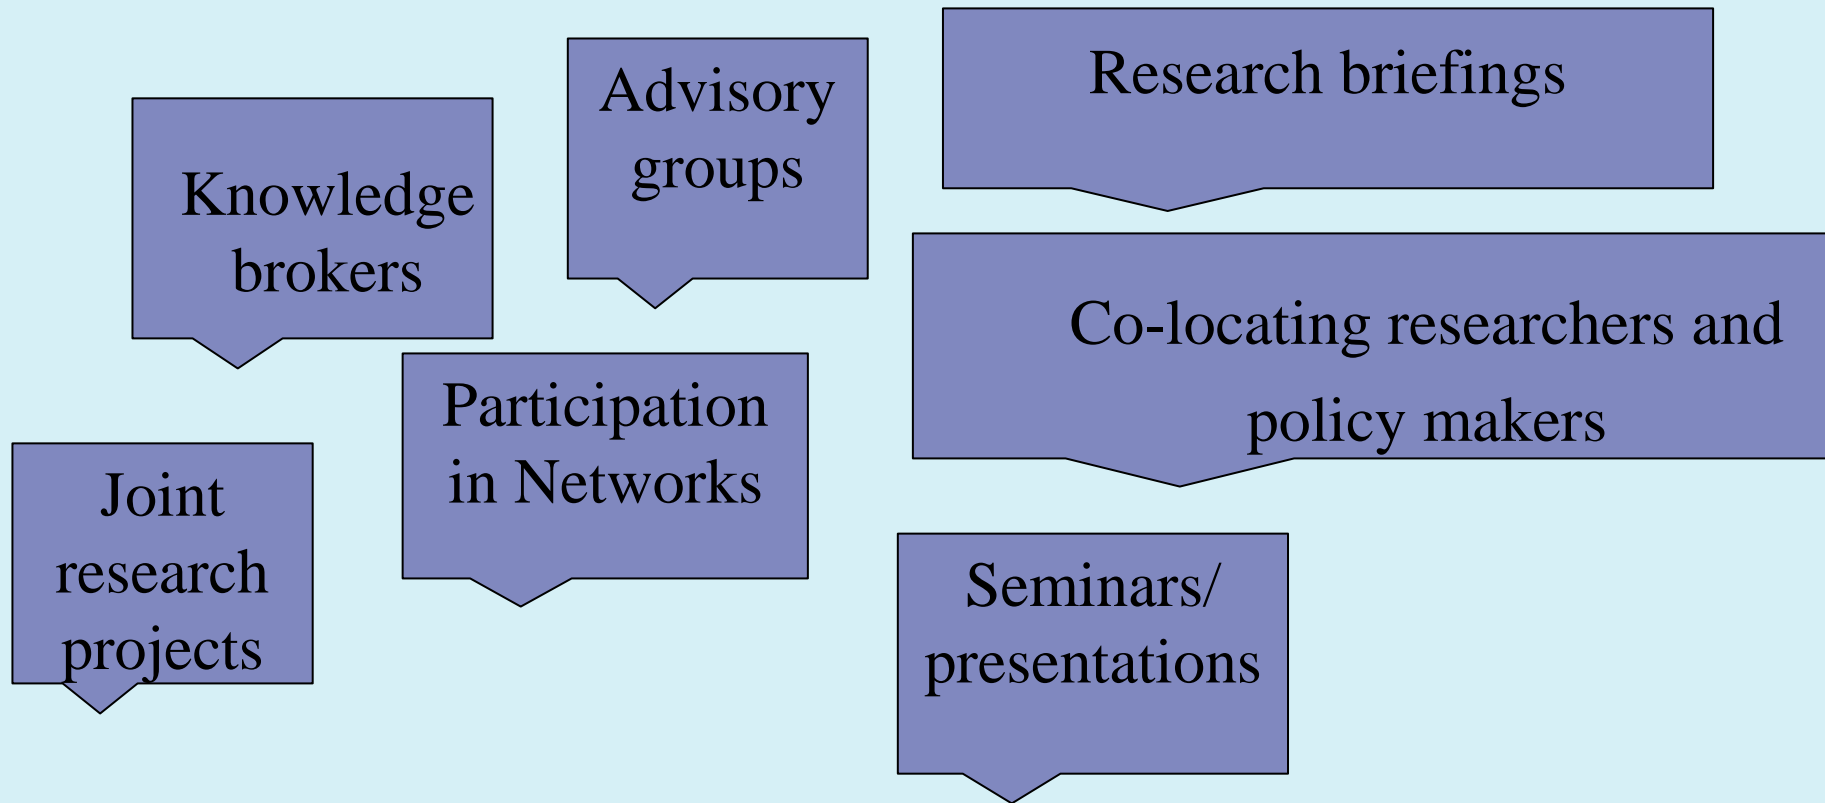 Knowledge
brokers
Advisory
groups
Research briefings
Co-locating researchers and
policy makers
Participation
in Networks
Joint
research
projects
Seminars/
presentations